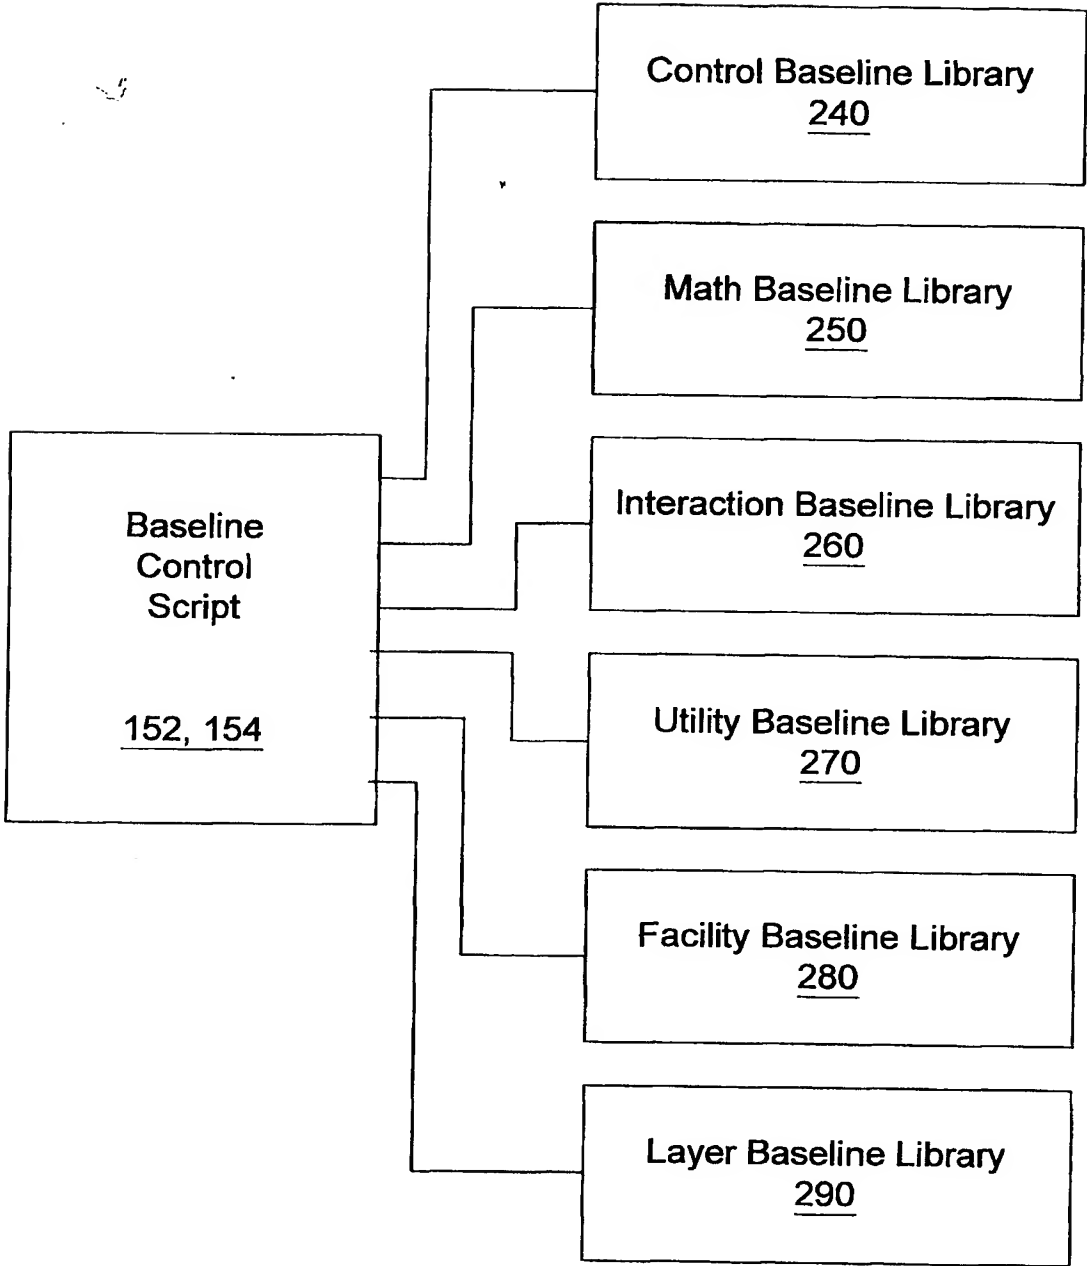 Control Baseline Library
240
Math Baseline Library
250
Interaction Baseline Library
260
Baseline
Control
Script
152, 154
Utility Baseline Library
270
Facility Baseline Library
280
Layer Baseline Library
290